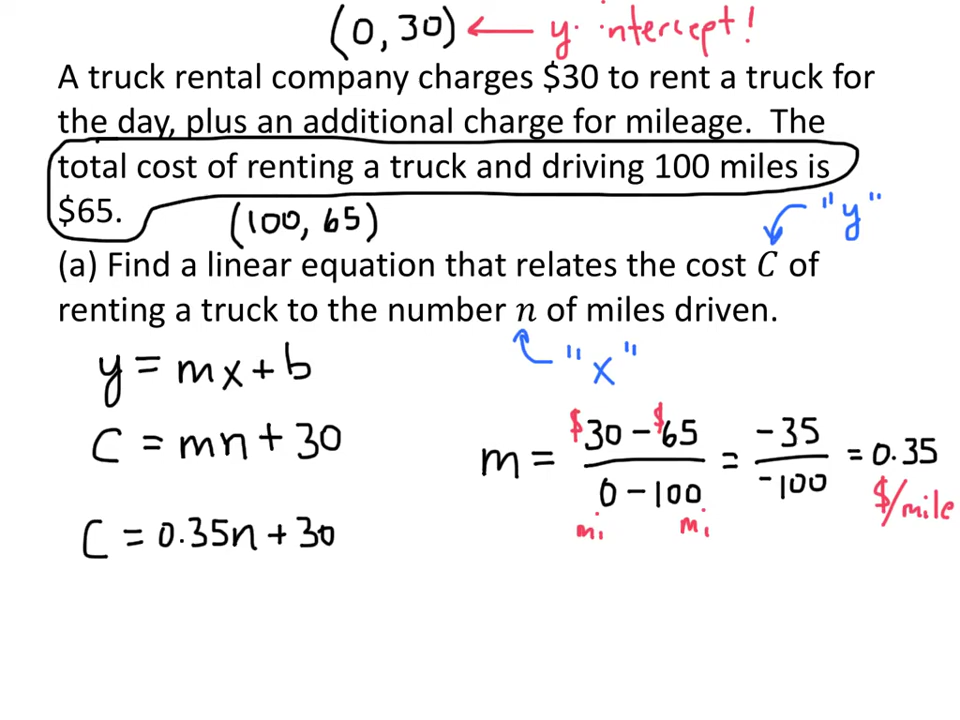 (0, 30) ← y-intercept!
A truck rental company charges $30 to rent a truck for
the day, plus an additional charge for mileage. The
total cost of renting a truck and driving 100 miles is
$65.
(100, 65)
"y"
(a) Find a linear equation that relates the cost C of
renting a truck to the number n of miles driven.
"x"
y = mx + b
C = mn + 30
m = $30 - $65 / 0 - 100 = -35 / -100 = 0.35
mi mi
$/mile
C = 0.35n + 30